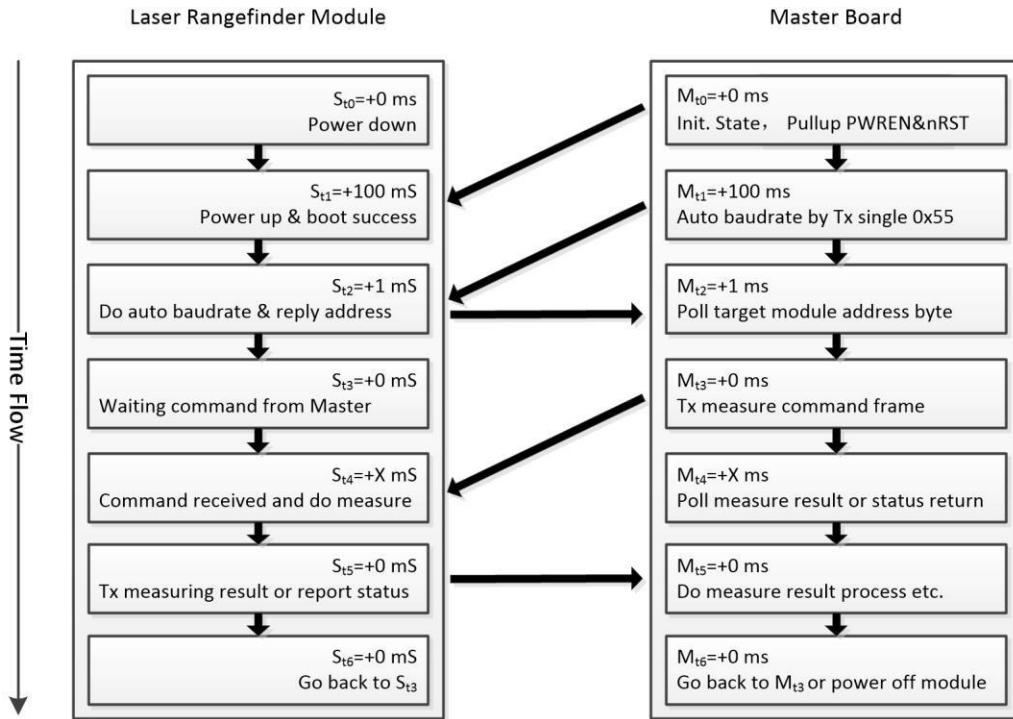 Laser Rangefinder Module
Master Board
Time Flow
St0=+0 ms
Power down
St1=+100 mS
Power up & boot success
St2=+1 mS
Do auto baudrate & reply address
St3=+0 mS
Waiting command from Master
St4=+X mS
Command received and do measure
St5=+0 mS
Tx measuring result or report status
St6=+0 mS
Go back to St3
Mt0=+0 ms
Init. State， Pullup PWREN&nRST
Mt1=+100 ms
Auto baudrate by Tx single 0x55
Mt2=+1 ms
Poll target module address byte
Mt3=+0 ms
Tx measure command frame
Mt4=+X ms
Poll measure result or status return
Mt5=+0 ms
Do measure result process etc.
Mt6=+0 ms
Go back to Mt3 or power off module